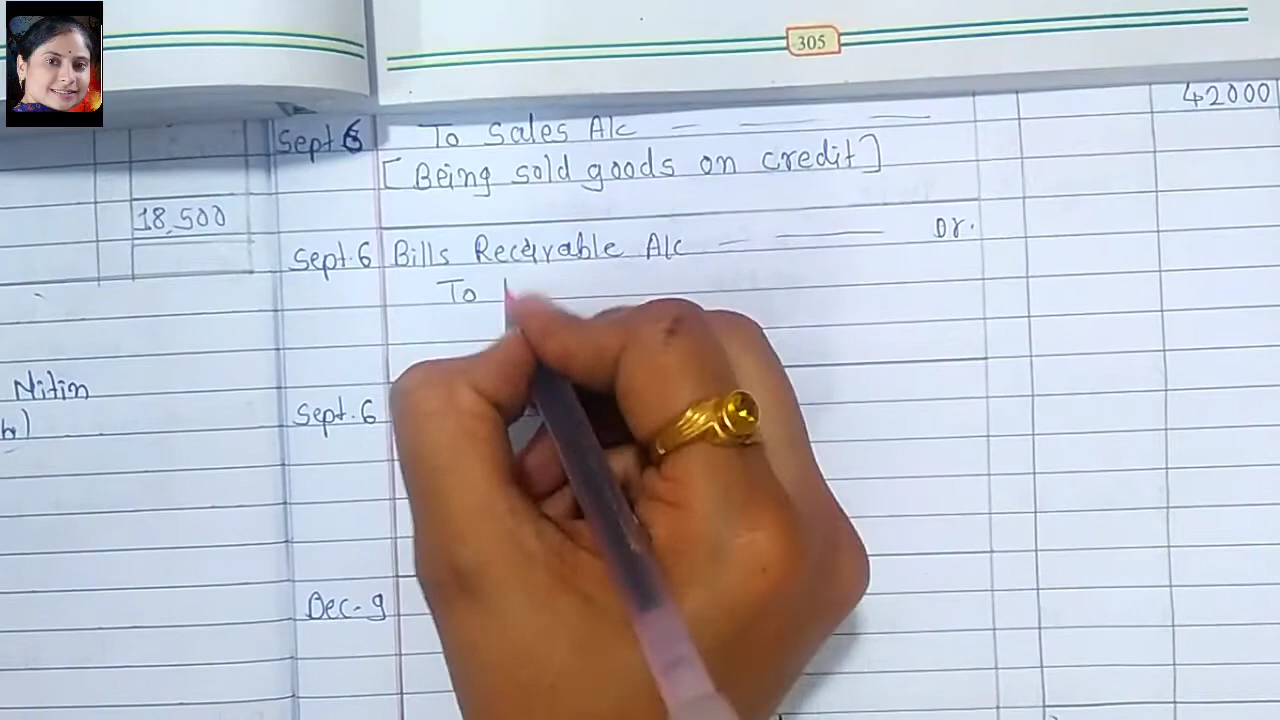 305
42000
Sept 6 To Sales A/c
[Being sold goods on credit]
18,500
Dr.
Sept. 6 Bills Receivable A/c
To
Nitin
Sept. 6
Dec. 9